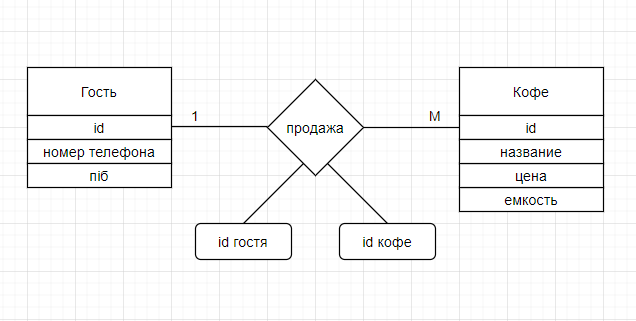 Гость
id
номер телефона
піб
1
продажа
M
Кофе
id
название
цена
емкость
id гостя
id кофе